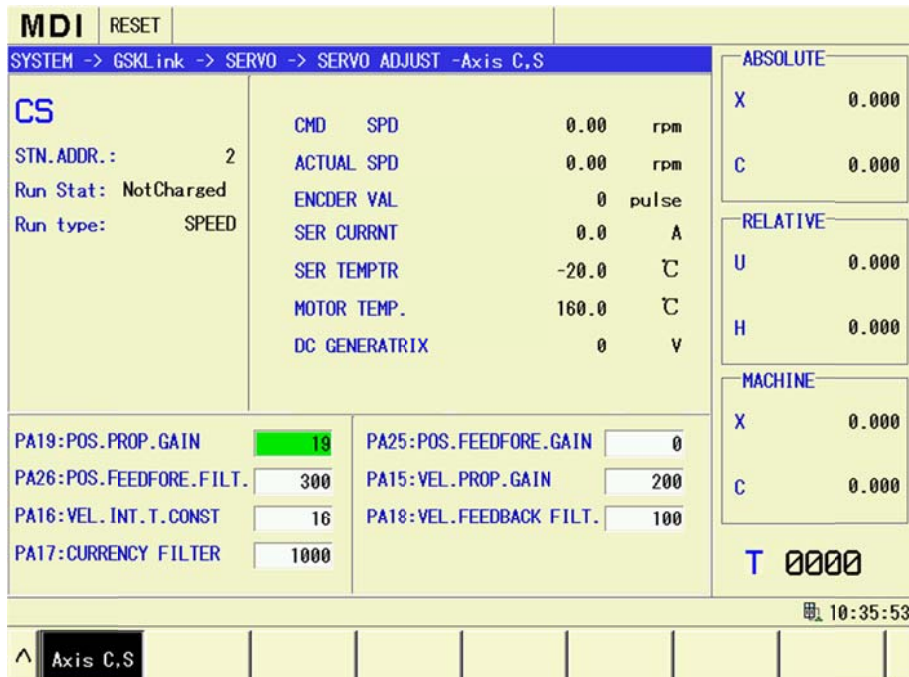 MDI RESET
SYSTEM -> GSKLink -> SERVO -> SERVO ADJUST -Axis C,S
CS
STN.ADDR.: 2
Run Stat: NotCharged
Run type: SPEED
CMD SPD 0.00 rpm
ACTUAL SPD 0.00 rpm
ENCDER VAL 0 pulse
SER CURRNT 0.0 A
SER TEMPTR -20.0 ℃
MOTOR TEMP. 160.0 ℃
DC GENERATRIX 0 V
PA19:POS.PROP.GAIN 19 PA25:POS.FEEDFORE.GAIN 0
PA26:POS.FEEDFORE.FILT. 300 PA15:VEL.PROP.GAIN 200
PA16:VEL.INT.T.CONST 16 PA18:VEL.FEEDBACK FILT. 100
PA17:CURRENCY FILTER 1000
ABSOLUTE
X 0.000
C 0.000
RELATIVE
U 0.000
H 0.000
MACHINE
X 0.000
C 0.000
T 0000
10:35:53
^ Axis C,S